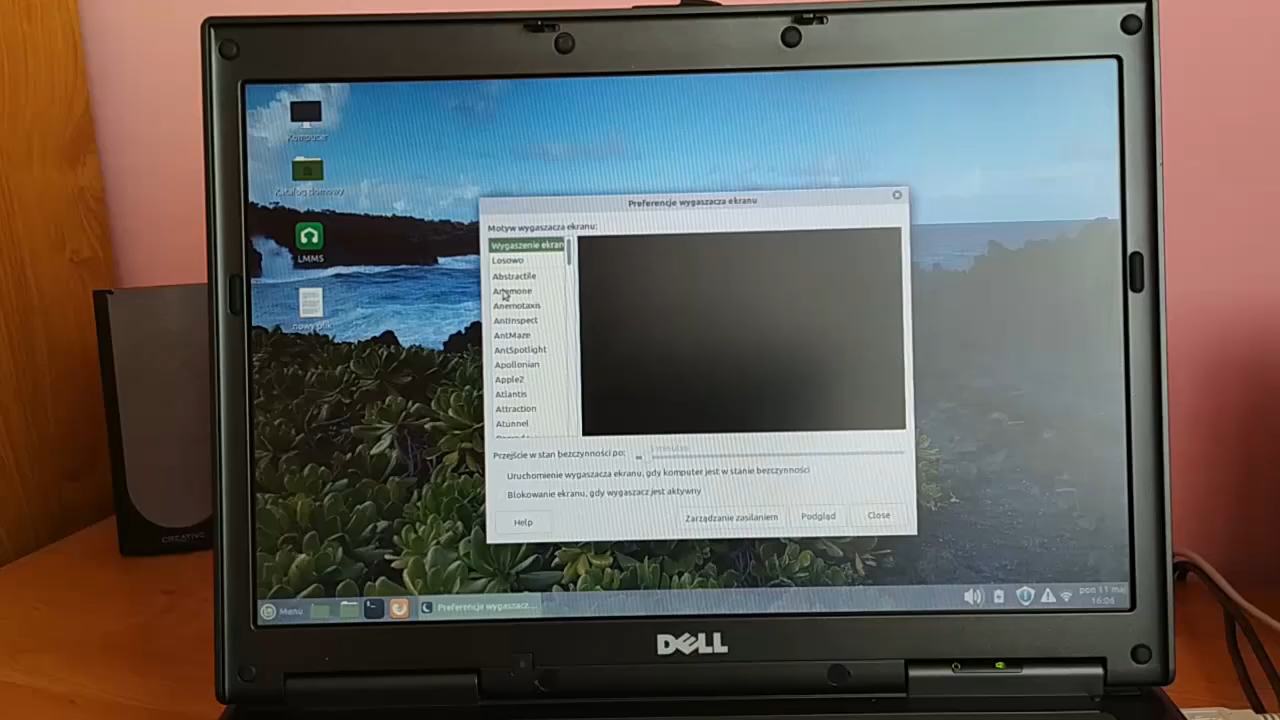 Komputer
Katalog domowy
LMMS
nowy plik
Preferencje wygaszacza ekranu
Motyw wygaszacza ekranu:
Wygaszenie ekran
Losowo
Abstractile
Anemone
Anemotaxis
AntInspect
AntMaze
AntSpotlight
Apollonian
Apple2
Atlantis
Attraction
Atunnel
Przejście w stan bezczynności po:
Uruchomienie wygaszacza ekranu, gdy komputer jest w stanie bezczynności
Blokowanie ekranu, gdy wygaszacz jest aktywny
Help
Zarządzanie zasilaniem
Podgląd
Close
Menu
Preferencje wygaszacz...
pon 11 maj
16:06
CREATIVE
DELL